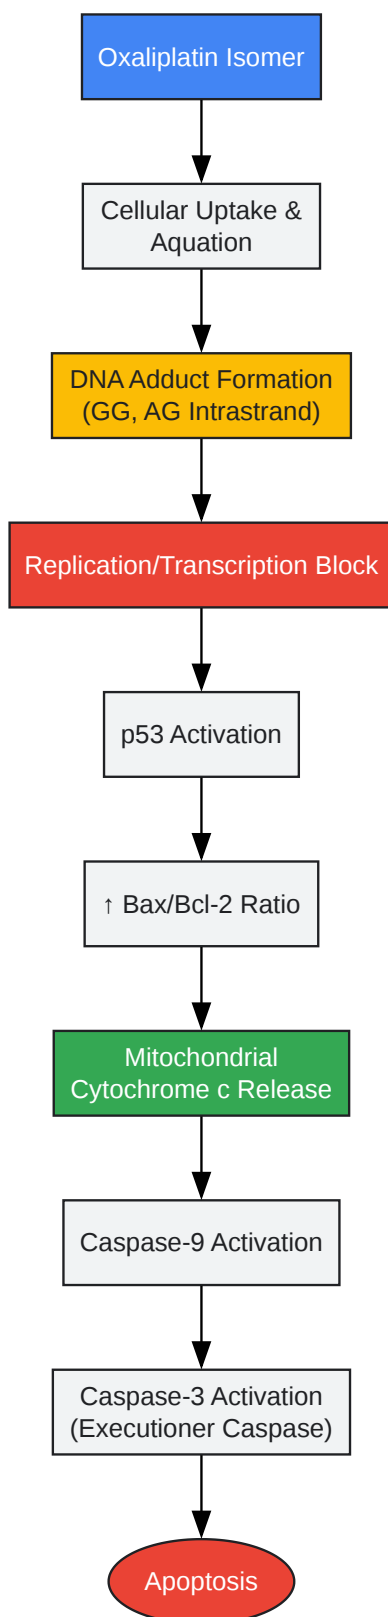 Oxaliplatin Isomer
Cellular Uptake &
Aquation
DNA Adduct Formation
(GG, AG Intrastrand)
Replication/Transcription Block
p53 Activation
↑ Bax/Bcl-2 Ratio
Mitochondrial
Cytochrome c Release
Caspase-9 Activation
Caspase-3 Activation
(Executioner Caspase)
Apoptosis